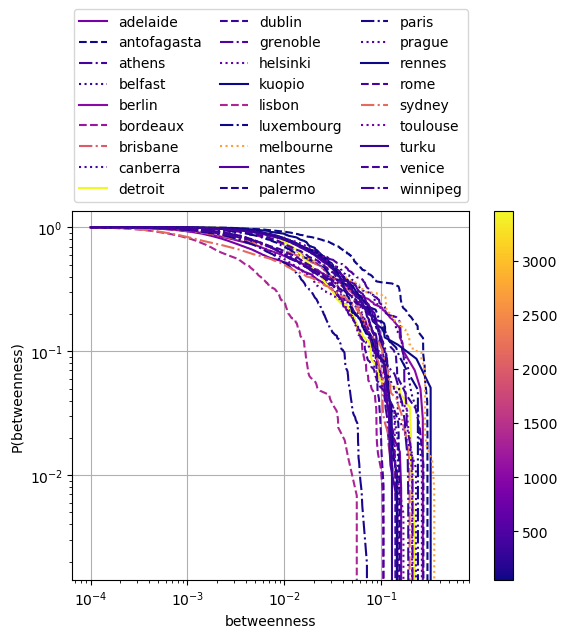 adelaide dublin paris
antofagasta grenoble prague
athens helsinki rennes
belfast kuopio rome
berlin lisbon sydney
bordeaux luxembourg toulouse
brisbane melbourne turku
canberra nantes venice
detroit palermo winnipeg
10⁰
10⁻¹
10⁻²
P(betweenness)
10⁻⁴ 10⁻³ 10⁻² 10⁻¹
betweenness
3000
2500
2000
1500
1000
500